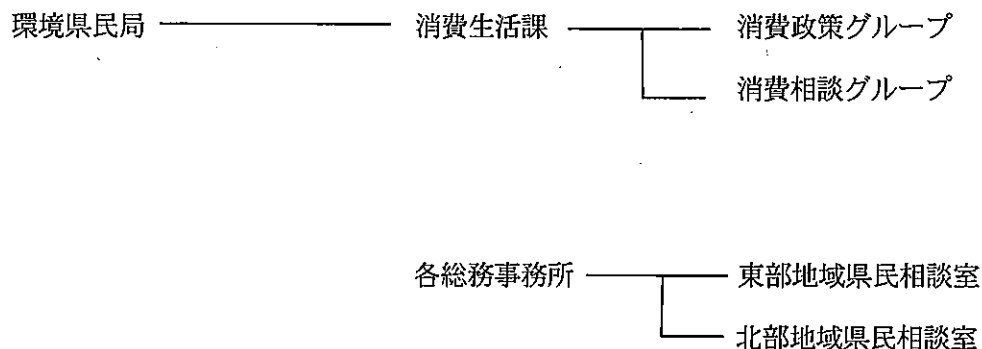 環境県民局 消費生活課 消費政策グループ
消費相談グループ
各総務事務所 東部地域県民相談室
北部地域県民相談室